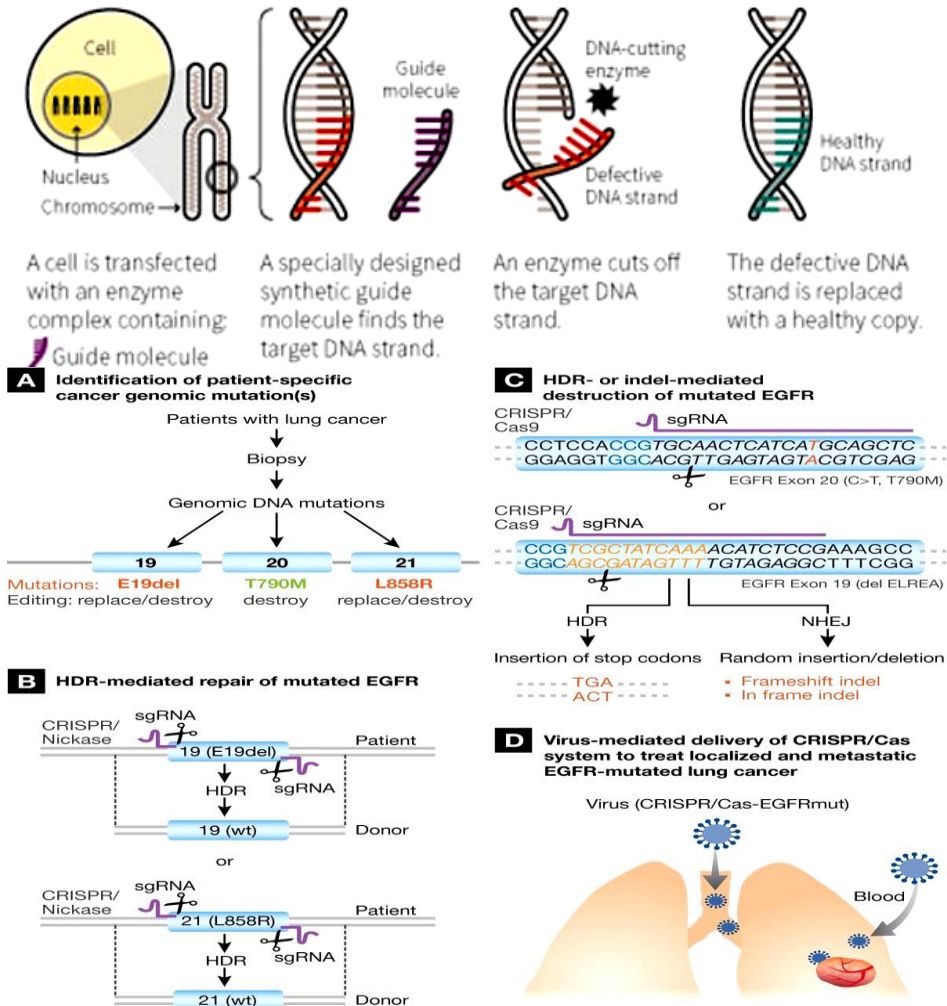 Cell
Nucleus
Chromosome
Guide
molecule
DNA-cutting
enzyme
Defective
DNA strand
Healthy
DNA strand
A cell is transfected
with an enzyme
complex containing:
Guide molecule
A specially designed
synthetic guide
molecule finds the
target DNA strand.
An enzyme cuts off
the target DNA
strand.
The defective DNA
strand is replaced
with a healthy copy.
A Identification of patient-specific
cancer genomic mutation(s)
Patients with lung cancer
Biopsy
Genomic DNA mutations
19 20 21
Mutations: E19del T790M L858R
Editing: replace/destroy destroy replace/destroy
B HDR-mediated repair of mutated EGFR
CRISPR/
Nickase
sgRNA
19 (E19del)
Patient
HDR
sgRNA
19 (wt)
Donor
or
CRISPR/
Nickase
sgRNA
21 (L858R)
Patient
HDR
sgRNA
21 (wt)
Donor
C HDR- or indel-mediated
destruction of mutated EGFR
CRISPR/
Cas9
sgRNA
CCTCCACCGTGCAACTCATCATGCAGCTC
GGAGGTGGCACGTTGAGTAGTACGTCGAG
EGFR Exon 20 (C>T, T790M)
or
CRISPR/
Cas9
sgRNA
CCGTCGCTATCAAAACATCTCCGAAAGCC
GGCAGCGATAGTTTTGTAGAGGCTTTCGG
EGFR Exon 19 (del ELREA)
HDR
NHEJ
Insertion of stop codons
TGA
ACT
Random insertion/deletion
Frameshift indel
In frame indel
D Virus-mediated delivery of CRISPR/Cas
system to treat localized and metastatic
EGFR-mutated lung cancer
Virus (CRISPR/Cas-EGFRmut)
Blood